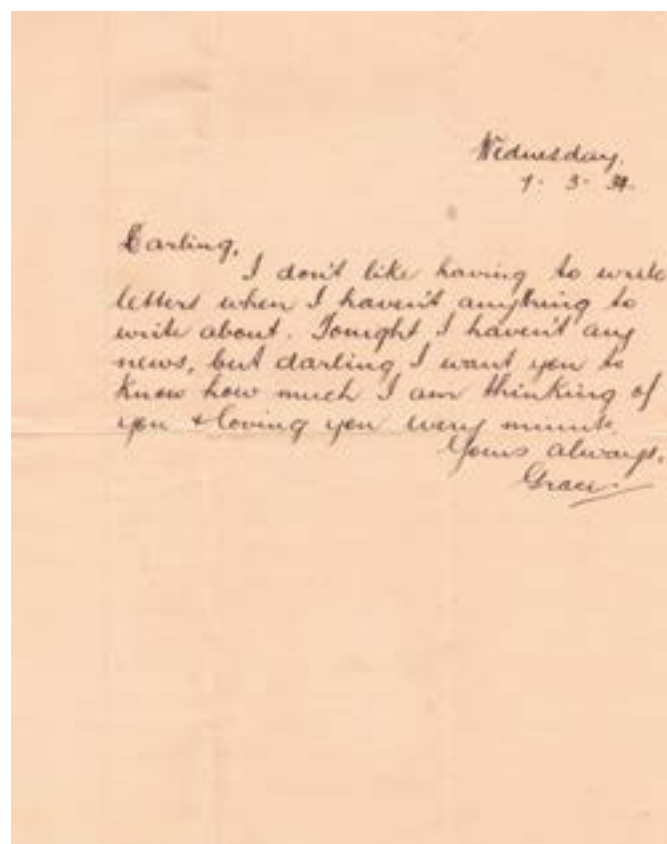 Wednesday.
7. 3. 34.
Darling,
I don't like having to write
letters when I haven't anything to
write about. Tonight I haven't any
news, but darling, I want you to
know how much I am thinking of
you & loving you every minute.
Yours always,
Grace.